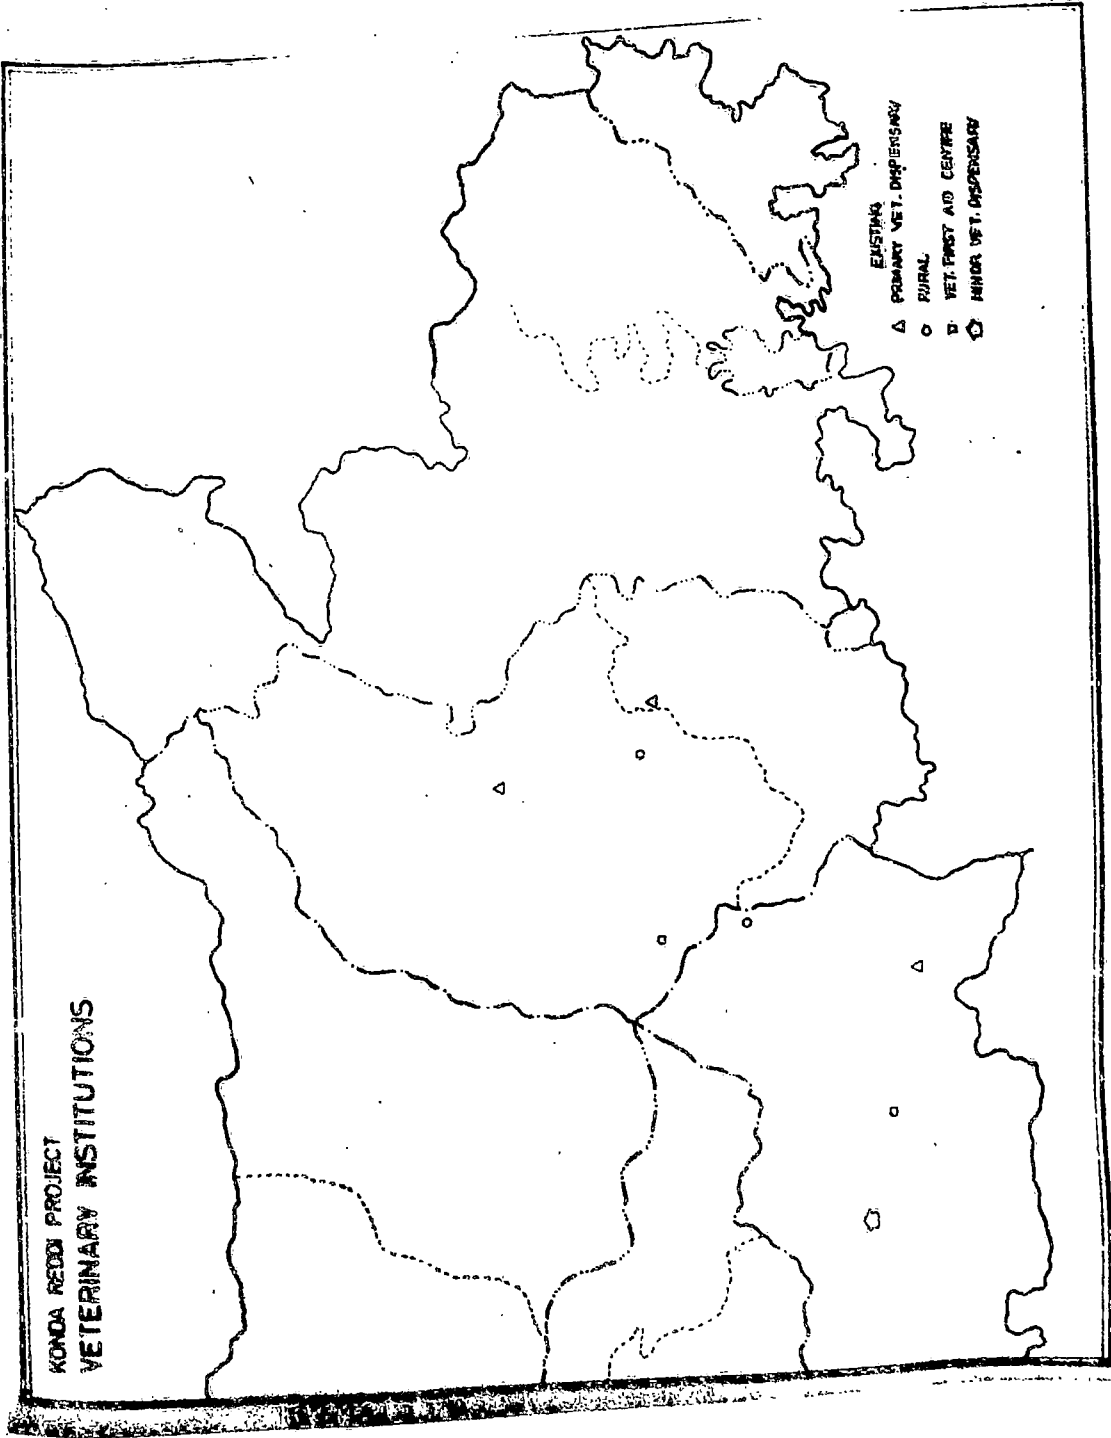 KONDA REDDI PROJECT
VETERINARY INSTITUTIONS
EXISTING
PRIMARY VET. DISPENSARY
RURAL
VET. FIRST AID CENTRE
MINOR VET. DISPENSARY